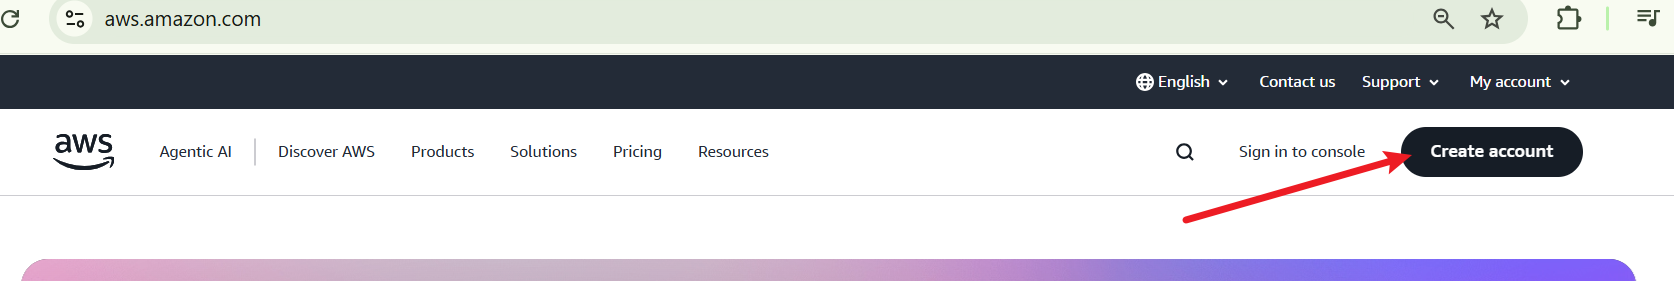 aws.amazon.com
English Contact us Support My account
aws Agentic AI Discover AWS Products Solutions Pricing Resources Sign in to console Create account